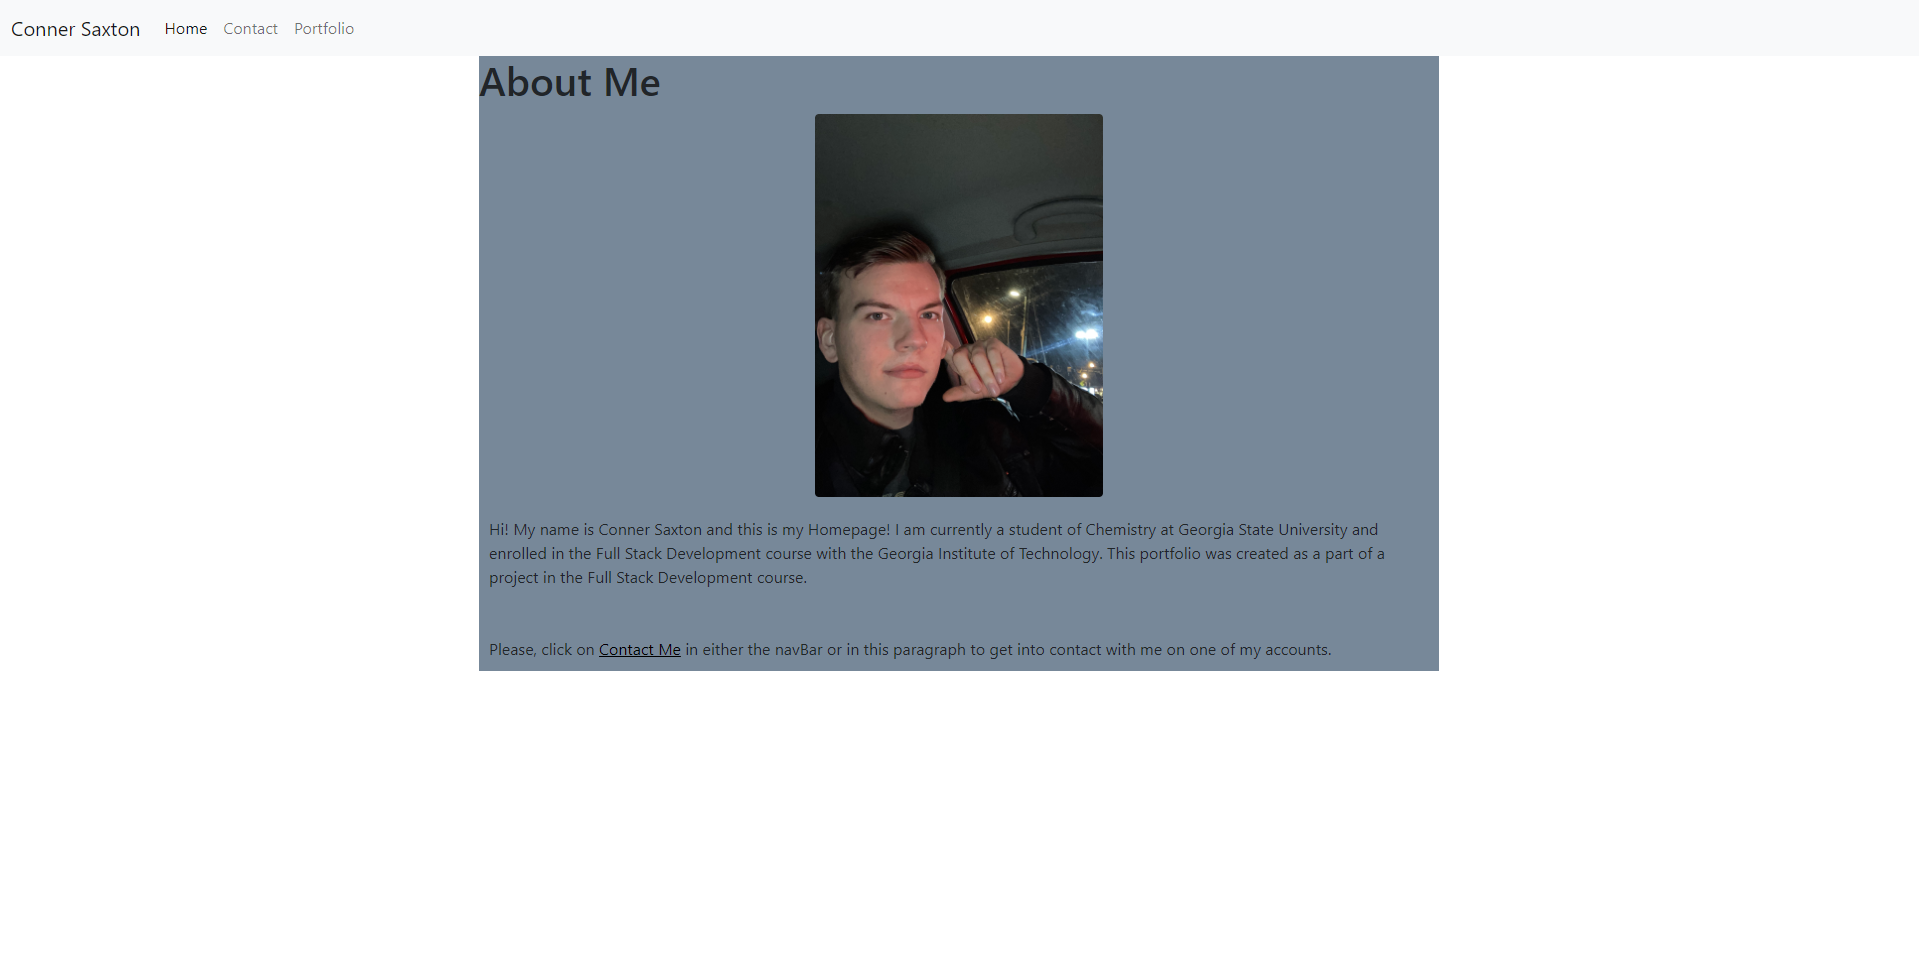 Conner Saxton Home Contact Portfolio
About Me
Hi! My name is Conner Saxton and this is my Homepage! I am currently a student of Chemistry at Georgia State University and
enrolled in the Full Stack Development course with the Georgia Institute of Technology. This portfolio was created as a part of a
project in the Full Stack Development course.
Please, click on Contact Me in either the navBar or in this paragraph to get into contact with me on one of my accounts.